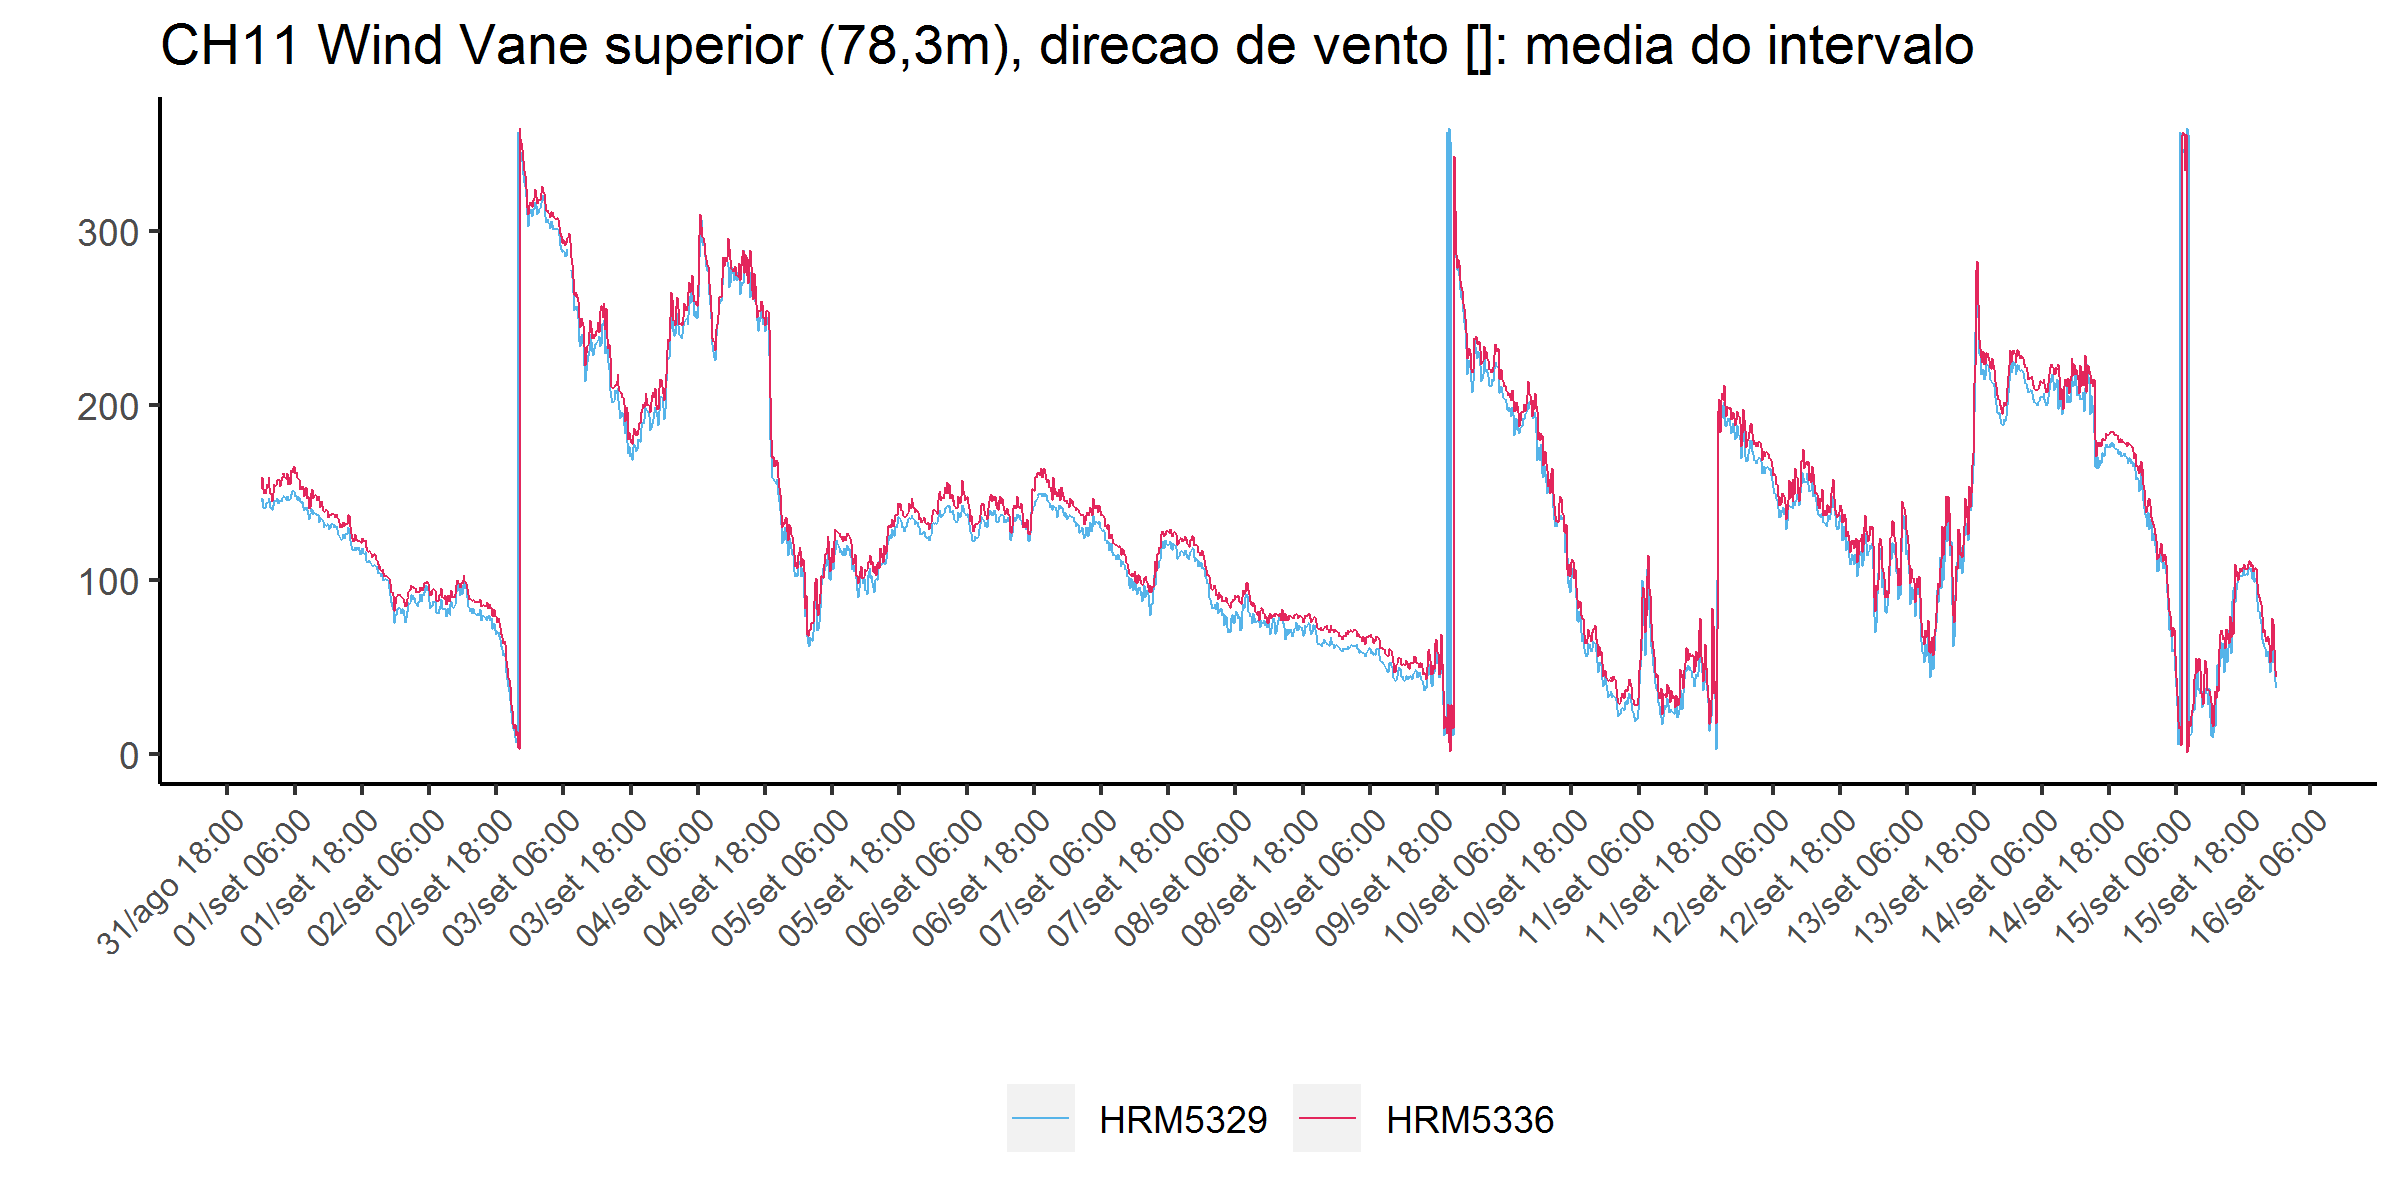 CH11 Wind Vane superior (78,3m), direcao de vento []: media do intervalo
300
200
100
0
31/ago 18:00
01/set 06:00
01/set 18:00
02/set 06:00
02/set 18:00
03/set 06:00
03/set 18:00
04/set 06:00
04/set 18:00
05/set 06:00
05/set 18:00
06/set 06:00
06/set 18:00
07/set 06:00
07/set 18:00
08/set 06:00
08/set 18:00
09/set 06:00
09/set 18:00
10/set 06:00
10/set 18:00
11/set 06:00
11/set 18:00
12/set 06:00
12/set 18:00
13/set 06:00
13/set 18:00
14/set 06:00
14/set 18:00
15/set 06:00
15/set 18:00
16/set 06:00
HRM5329
HRM5336